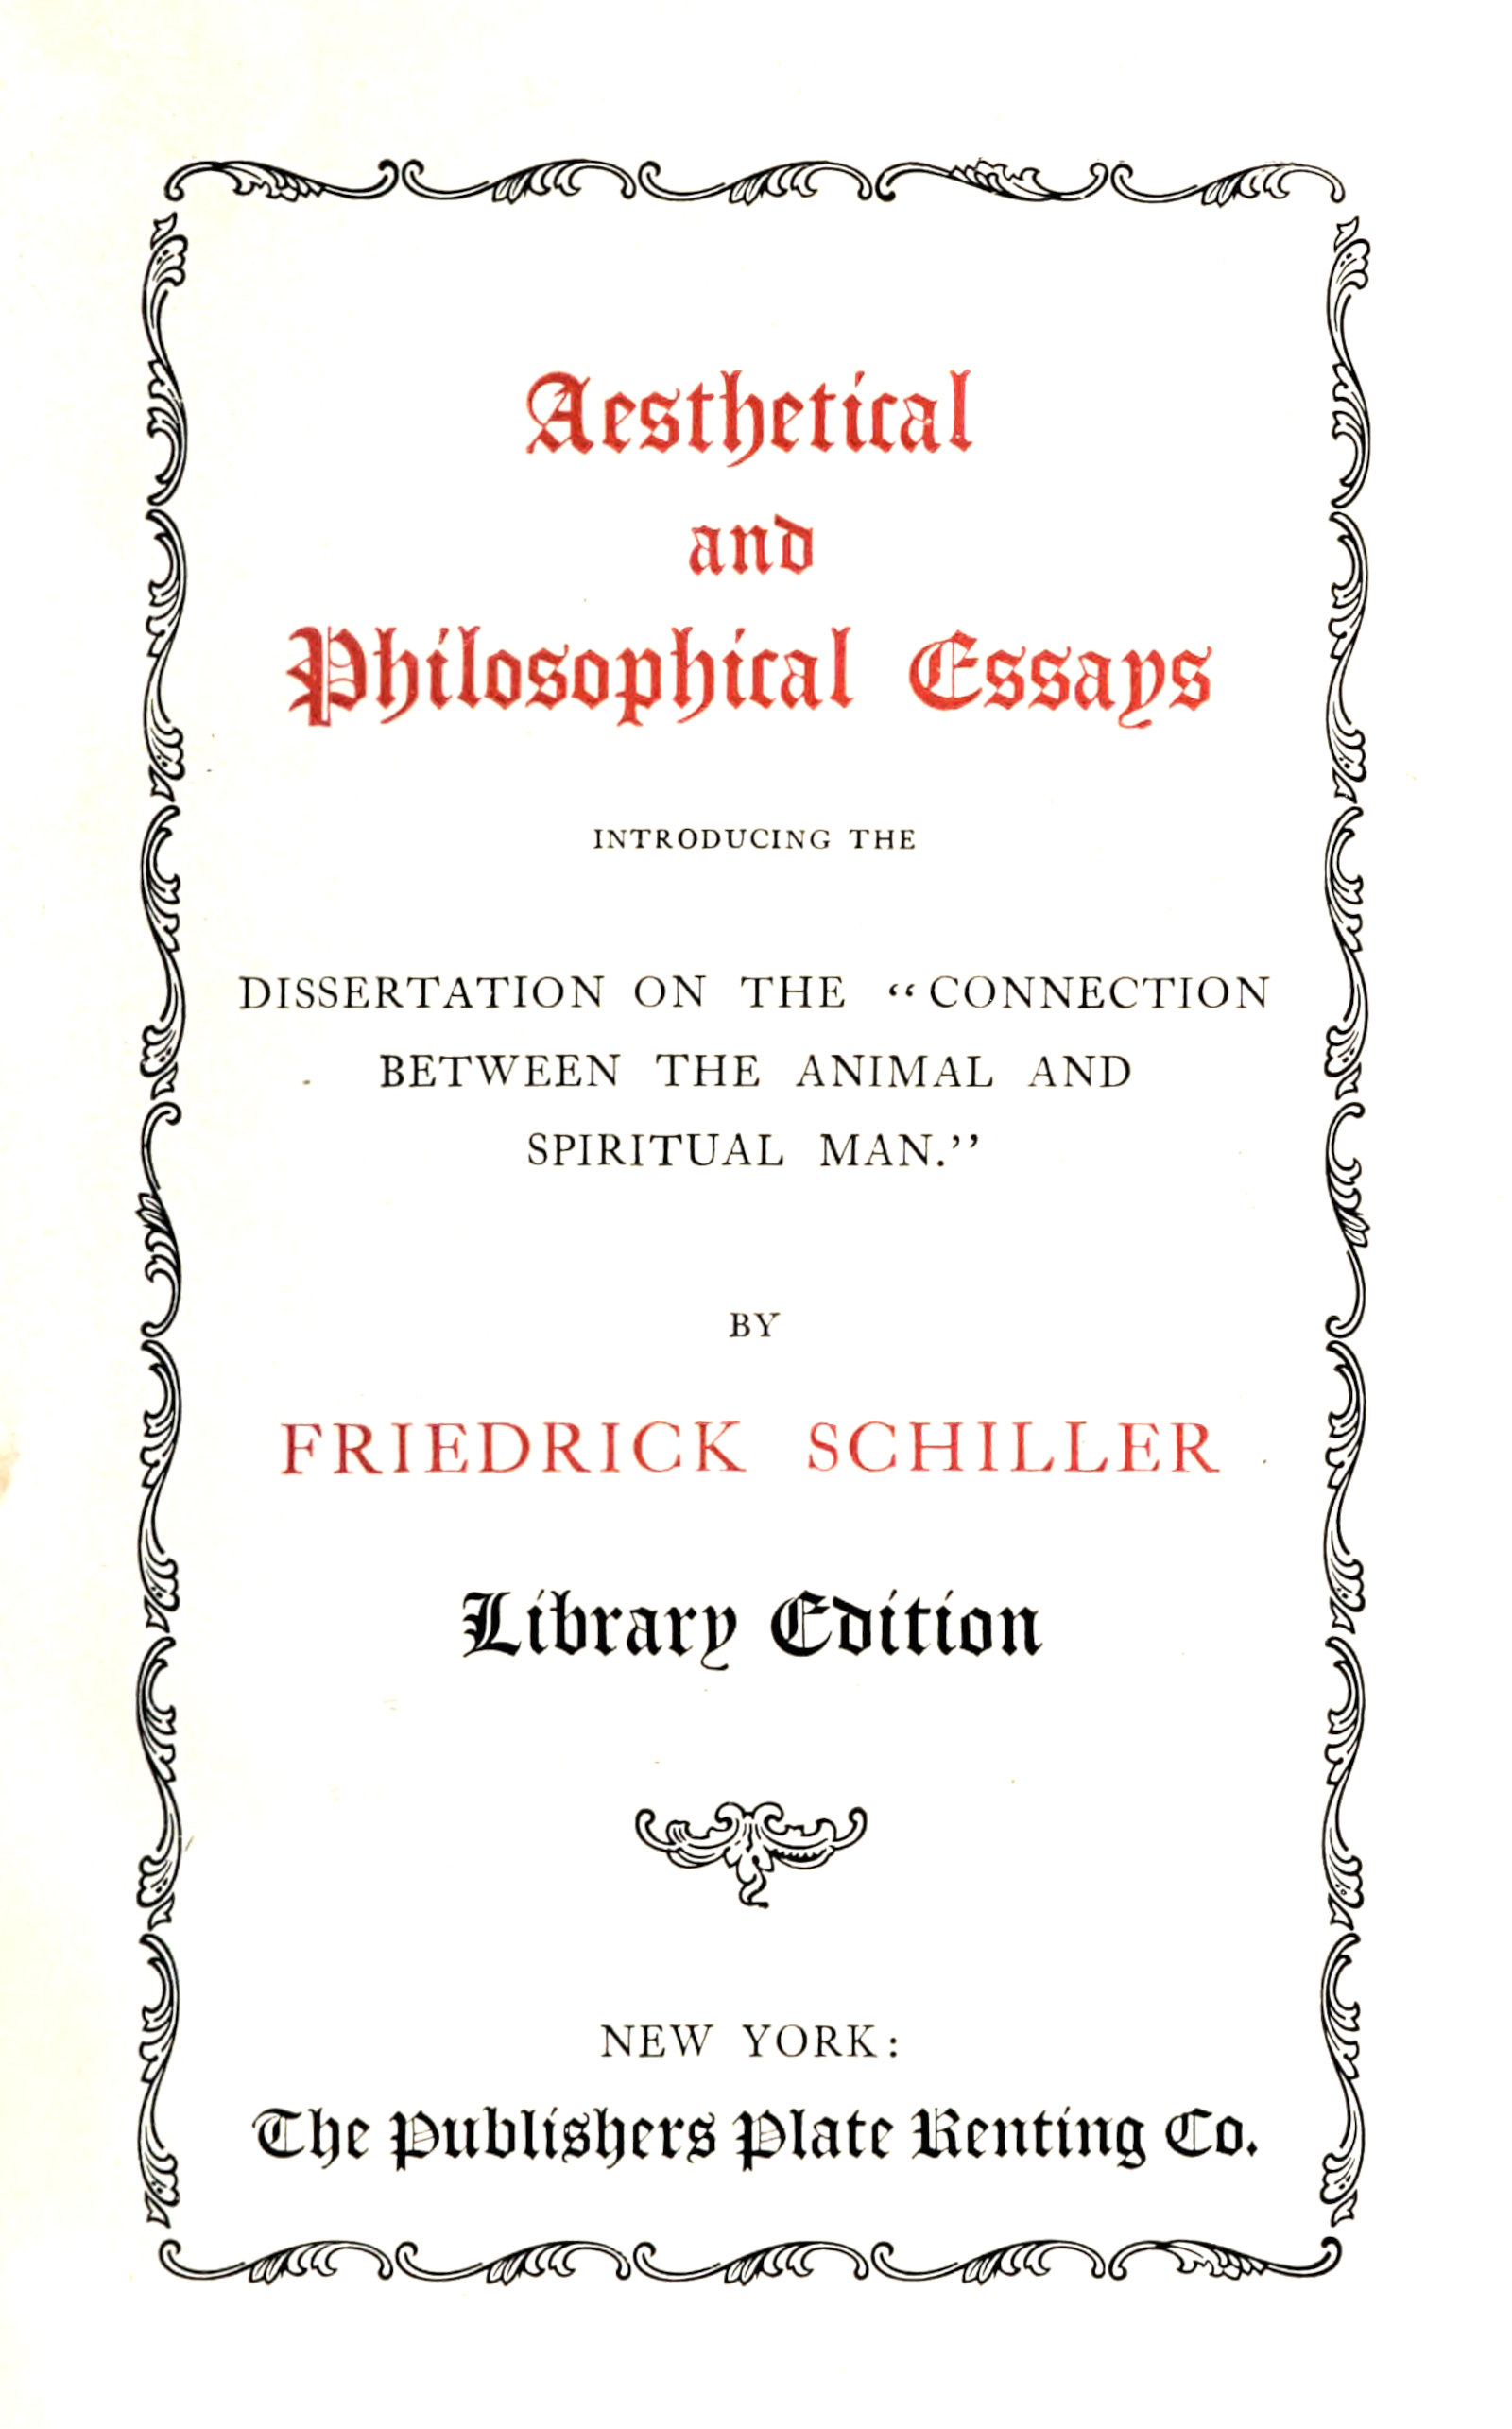 Aesthetical
and
Philosophical Essays
INTRODUCING THE
DISSERTATION ON THE “CONNECTION
BETWEEN THE ANIMAL AND
SPIRITUAL MAN.”
BY
FRIEDRICK SCHILLER
Library Edition
NEW YORK:
The Publishers Plate Renting Co.